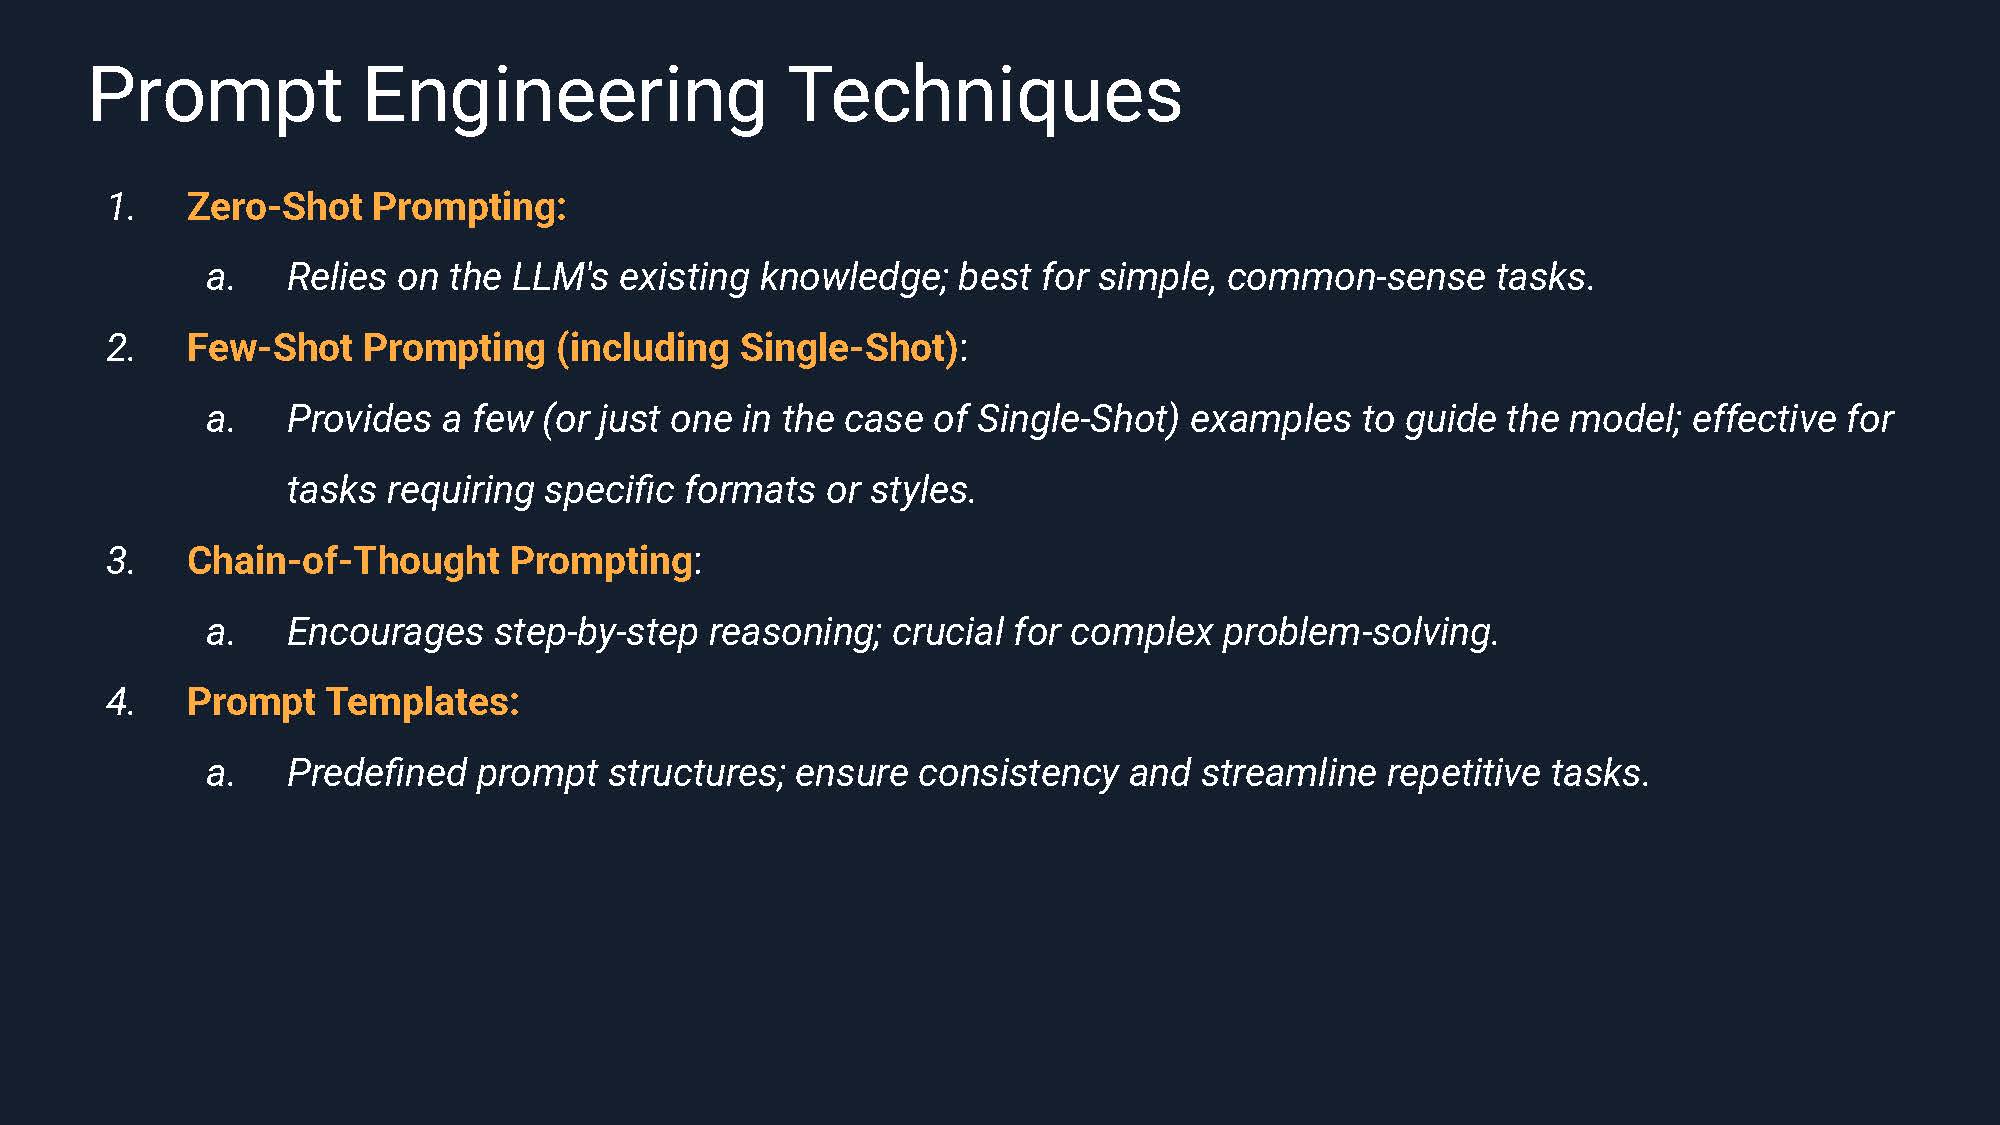 Prompt Engineering Techniques
1. Zero-Shot Prompting:
a. Relies on the LLM's existing knowledge; best for simple, common-sense tasks.
2. Few-Shot Prompting (including Single-Shot):
a. Provides a few (or just one in the case of Single-Shot) examples to guide the model; effective for
tasks requiring specific formats or styles.
3. Chain-of-Thought Prompting:
a. Encourages step-by-step reasoning; crucial for complex problem-solving.
4. Prompt Templates:
a. Predefined prompt structures; ensure consistency and streamline repetitive tasks.